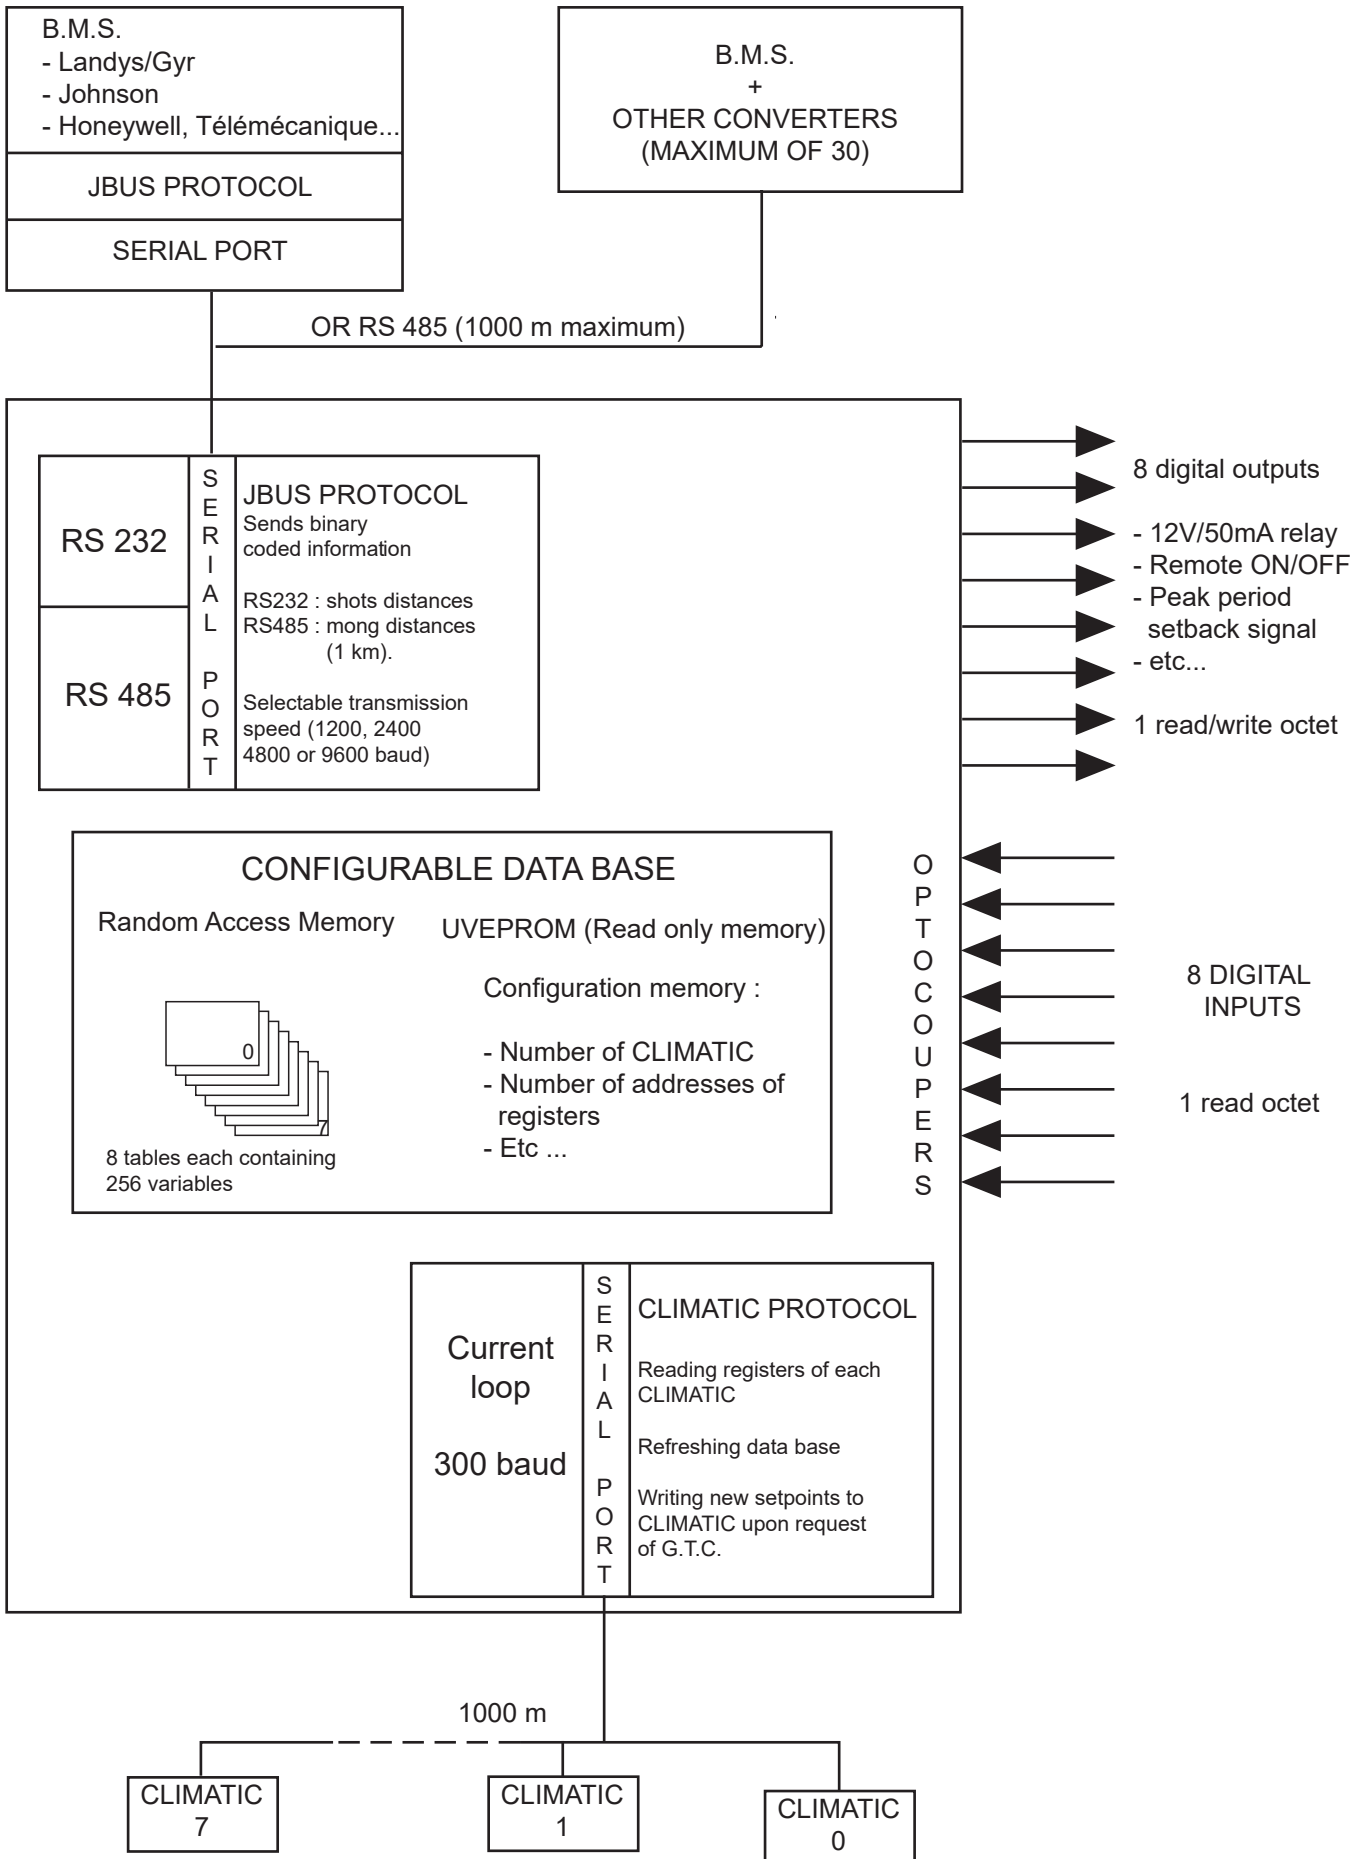 B.M.S.
- Landys/Gyr
- Johnson
- Honeywell, Télémécanique...
JBUS PROTOCOL
SERIAL PORT
B.M.S.
+
OTHER CONVERTERS
(MAXIMUM OF 30)
OR RS 485 (1000 m maximum)
RS 232
RS 485
SERIAL PORT
JBUS PROTOCOL
Sends binary
coded information
RS232 : shots distances
RS485 : mong distances
(1 km).
Selectable transmission
speed (1200, 2400
4800 or 9600 baud)
8 digital outputs
- 12V/50mA relay
- Remote ON/OFF
- Peak period
setback signal
- etc...
1 read/write octet
CONFIGURABLE DATA BASE
Random Access Memory
0
7
8 tables each containing
256 variables
UVEPROM (Read only memory)
Configuration memory :
- Number of CLIMATIC
- Number of addresses of
registers
- Etc ...
OPTOCOUPERS
8 DIGITAL
INPUTS
1 read octet
Current
loop
300 baud
SERIAL PORT
CLIMATIC PROTOCOL
Reading registers of each
CLIMATIC
Refreshing data base
Writing new setpoints to
CLIMATIC upon request
of G.T.C.
1000 m
CLIMATIC
7
CLIMATIC
1
CLIMATIC
0